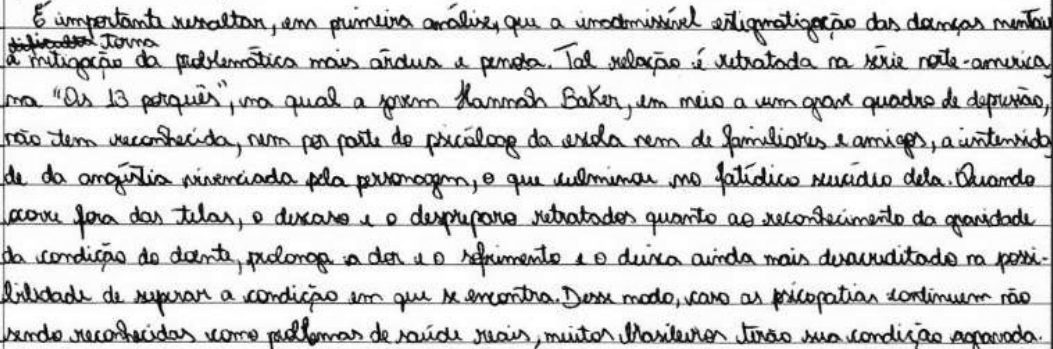 É importante ressaltar, em primeira análise, que a inadmissível estigmatização das doenças mentais
dificulta torna
a mitigação da problemática mais árdua e penosa. Tal relação é retratada na série norte-america
na "Os 13 porquês", na qual a jovem Hannah Baker, em meio a um grave quadro de depressão,
não tem reconhecida, nem por parte do psicólogo da escola nem de familiares e amigos, a intensida
de da angústia vivenciada pela personagem, o que culminou no fatídico suicídio dela. Quando
ocorre fora das telas, o descaso e o despreparo retratados quanto ao reconhecimento da gravidade
da condição do doente, prolonga a dor e o sofrimento e o deixa ainda mais desacreditado na possi-
bilidade de superar a condição em que se encontra. Desse modo, caso as psicopatias continuem não
sendo reconhecidas como problemas de saúde reais, muitos brasileiros terão sua condição agravada.